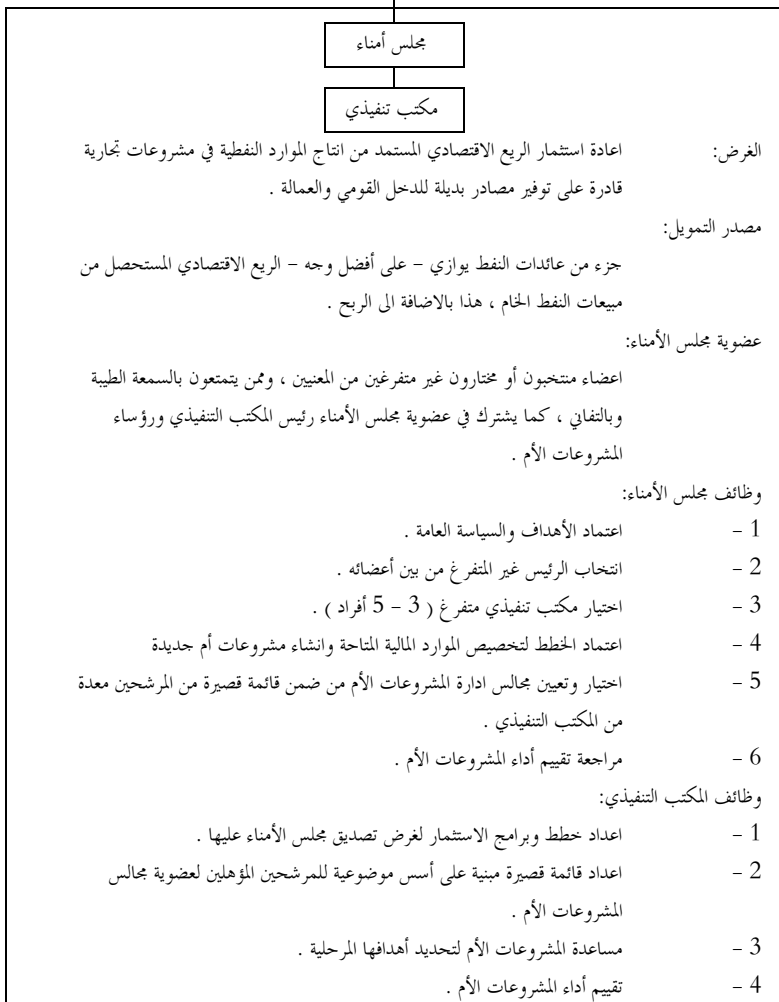 مجلس أمناء
مكتب تنفيذي
الغرض: اعادة استثمار الريع الاقتصادي المستمد من انتاج الموارد النفطية في مشروعات تجارية
قادرة على توفير مصادر بديلة للدخل القومي والعمالة .
مصدر التمويل:
جزء من عائدات النفط يوازي – على أفضل وجه – الريع الاقتصادي المستحصل من
مبيعات النفط الخام ، هذا بالاضافة الى الربح .
عضوية مجلس الأمناء:
اعضاء منتخبون أو مختارون غير متفرغين من المعنيين ، وممن يتمتعون بالسمعة الطيبة
وبالتفاني ، كما يشترك في عضوية مجلس الأمناء رئيس المكتب التنفيذي ورؤساء
المشروعات الأم .
وظائف مجلس الأمناء:
1 – اعتماد الأهداف والسياسة العامة .
2 – انتخاب الرئيس غير المتفرغ من بين أعضائه .
3 – اختيار مكتب تنفيذي متفرغ ( 3 – 5 أفراد ) .
4 – اعتماد الخطط لتخصيص الموارد المالية المتاحة وانشاء مشروعات أم جديدة
5 – اختيار وتعيين مجالس ادارة المشروعات الأم من ضمن قائمة قصيرة من المرشحين معدة
من المكتب التنفيذي .
6 – مراجعة تقييم أداء المشروعات الأم .
وظائف المكتب التنفيذي:
1 – اعداد خطط وبرامج الاستثمار لغرض تصديق مجلس الأمناء عليها .
2 – اعداد قائمة قصيرة مبنية على أسس موضوعية للمرشحين المؤهلين لعضوية مجالس
المشروعات الأم .
3 – مساعدة المشروعات الأم لتحديد أهدافها المرحلية .
4 – تقييم أداء المشروعات الأم .